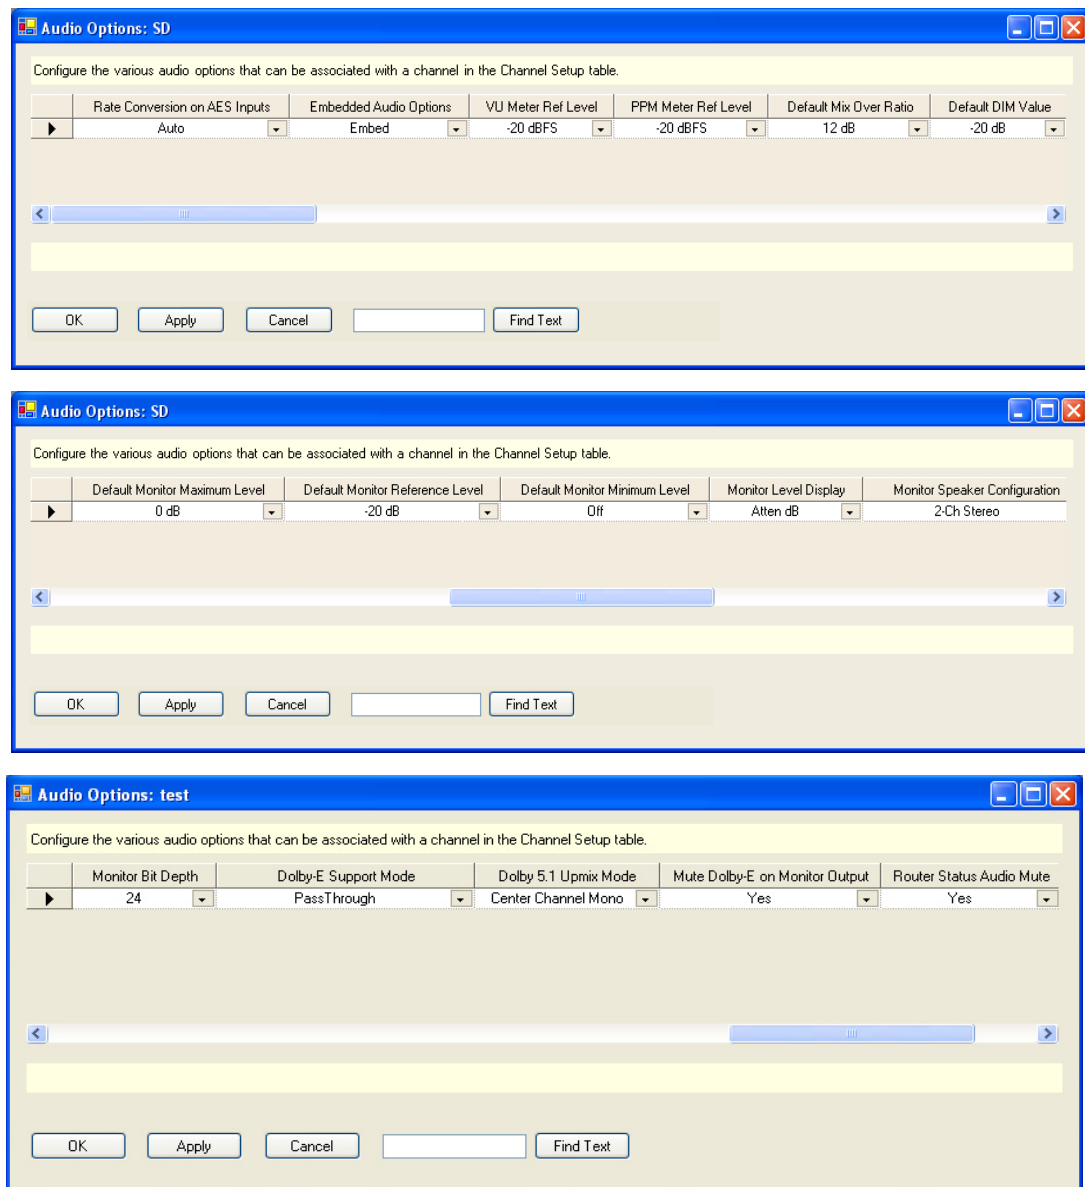 Audio Options: SD
Configure the various audio options that can be associated with a channel in the Channel Setup table.
Rate Conversion on AES Inputs Embedded Audio Options VU Meter Ref Level PPM Meter Ref Level Default Mix Over Ratio Default DIM Value
Auto Embed -20 dBFS -20 dBFS 12 dB -20 dB
OK Apply Cancel Find Text
Audio Options: SD
Configure the various audio options that can be associated with a channel in the Channel Setup table.
Default Monitor Maximum Level Default Monitor Reference Level Default Monitor Minimum Level Monitor Level Display Monitor Speaker Configuration
0 dB -20 dB Off Atten dB 2-Ch Stereo
OK Apply Cancel Find Text
Audio Options: test
Configure the various audio options that can be associated with a channel in the Channel Setup table.
Monitor Bit Depth Dolby-E Support Mode Dolby 5.1 Upmix Mode Mute Dolby-E on Monitor Output Router Status Audio Mute
24 PassThrough Center Channel Mono Yes Yes
OK Apply Cancel Find Text